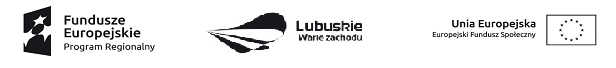 Fundusze
Europejskie
Program Regionalny
Lubuskie
Warte zachodu
Unia Europejska
Europejski Fundusz Społeczny